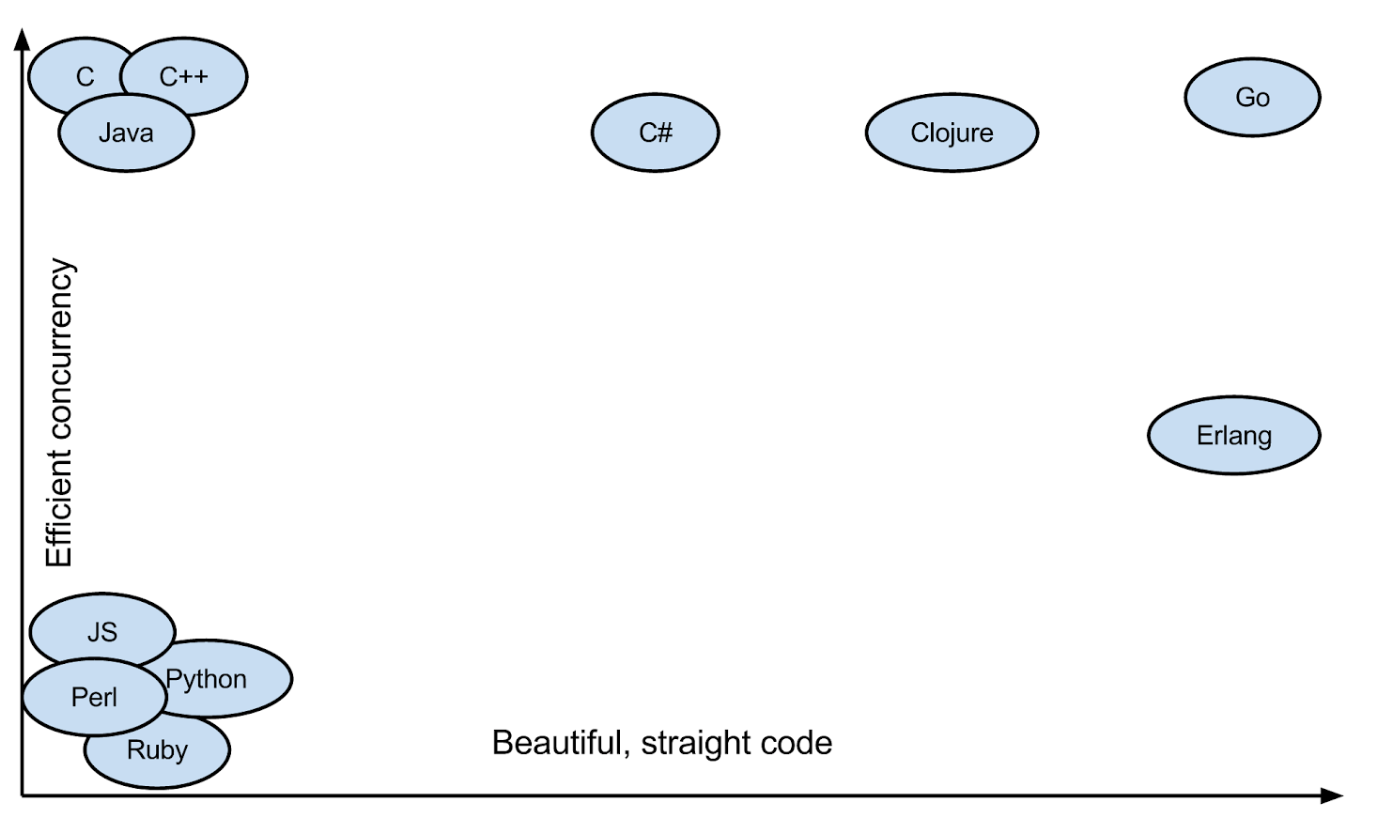 C
C++
Java
C#
Clojure
Go
Efficient concurrency
Erlang
JS
Python
Perl
Ruby
Beautiful, straight code